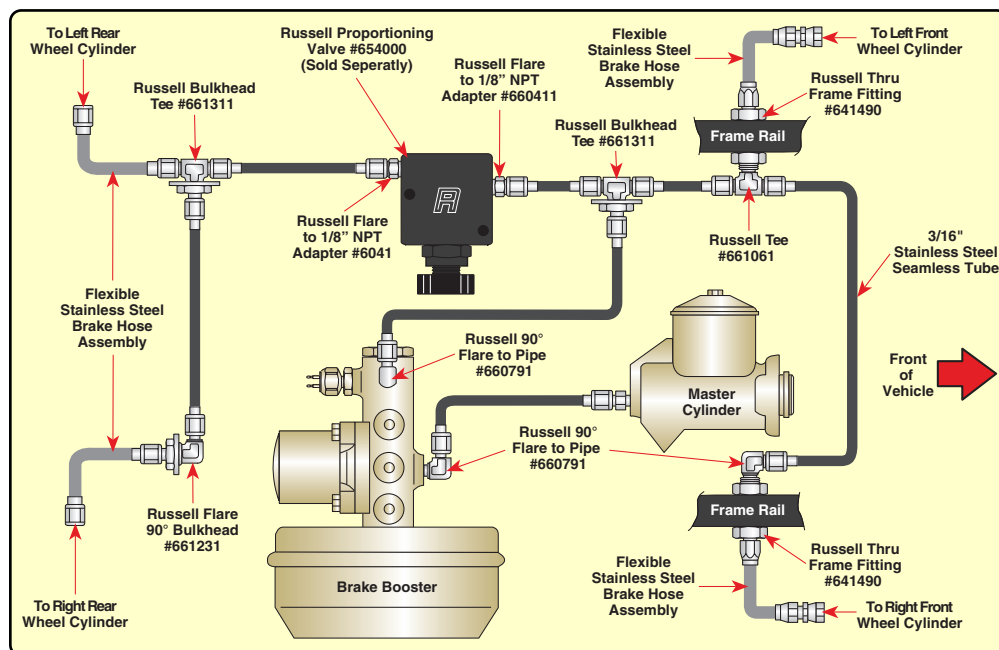 To Left Rear
Wheel Cylinder
Russell Bulkhead
Tee #661311
Russell Proportioning
Valve #654000
(Sold Seperatly)
Russell Flare
to 1/8" NPT
Adapter #660411
Russell Bulkhead
Tee #661311
Flexible
Stainless Steel
Brake Hose
Assembly
To Left Front
Wheel Cylinder
Russell Thru
Frame Fitting
#641490
Frame Rail
R
Russell Flare
to 1/8" NPT
Adapter #6041
Russell Tee
#661061
3/16"
Stainless Steel
Seamless Tube
Flexible
Stainless Steel
Brake Hose
Assembly
Russell 90°
Flare to Pipe
#660791
Master
Cylinder
Front
of
Vehicle
Russell 90°
Flare to Pipe
#660791
Russell Flare
90° Bulkhead
#661231
Frame Rail
Russell Thru
Frame Fitting
#641490
Flexible
Stainless Steel
Brake Hose
Assembly
Brake Booster
To Right Rear
Wheel Cylinder
To Right Front
Wheel Cylinder